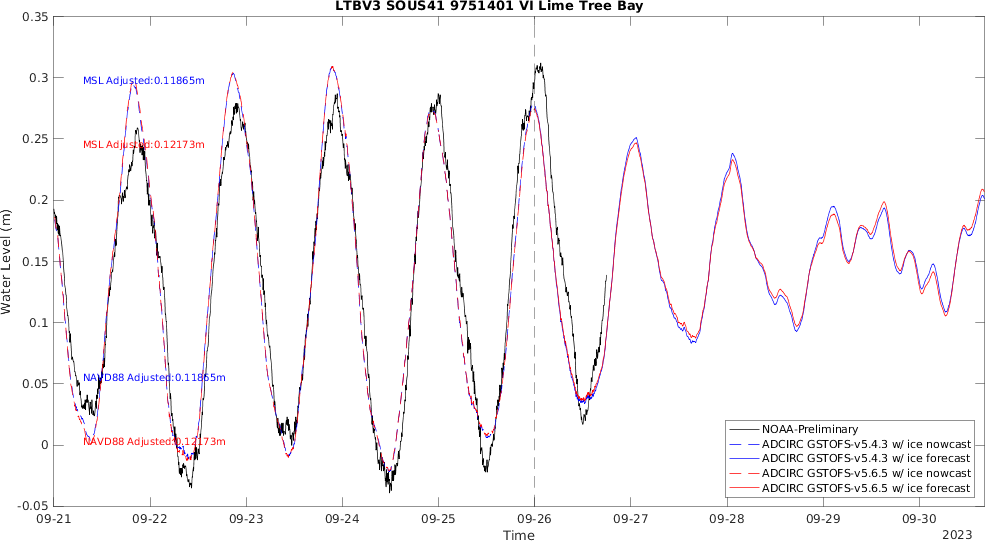 LTBV3 SOUS41 9751401 VI Lime Tree Bay
0.35
0.3
0.25
0.2
0.15
0.1
0.05
0
-0.05
Water Level (m)
MSL Adjusted:0.11865m
MSL Adjusted:0.12173m
NAVD88 Adjusted:0.11865m
NAVD88 Adjusted:0.12173m
NOAA-Preliminary
ADCIRC GSTOFS-v5.4.3 w/ ice nowcast
ADCIRC GSTOFS-v5.4.3 w/ ice forecast
ADCIRC GSTOFS-v5.6.5 w/ ice nowcast
ADCIRC GSTOFS-v5.6.5 w/ ice forecast
09-21 09-22 09-23 09-24 09-25 09-26 09-27 09-28 09-29 09-30
Time
2023